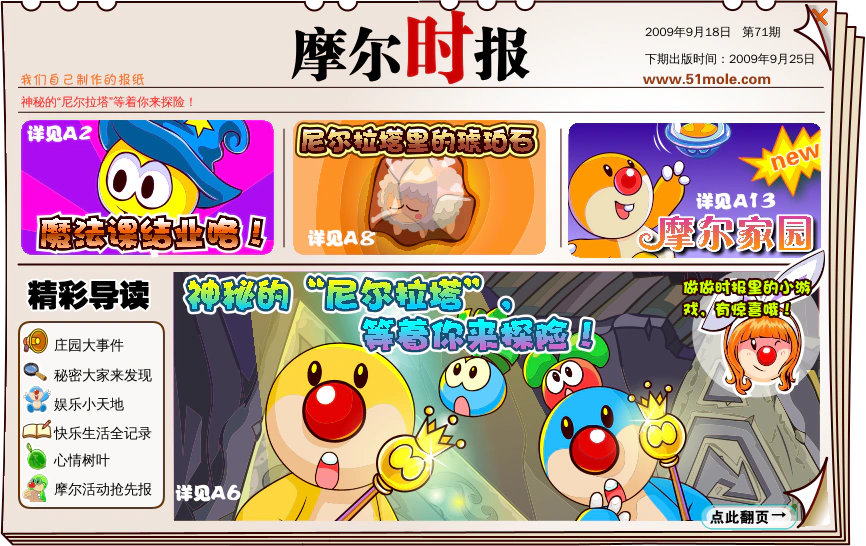 摩尔时报
2009年9月18日 第71期
下期出版时间：2009年9月25日
www.51mole.com
我们自己制作的报纸
神秘的"尼尔拉塔"等着你来探险！
详见A2
魔法课结业咯！
尼尔拉塔里的琥珀石
详见A8
new
详见A13
摩尔家园
精彩导读
庄园大事件
秘密大家来发现
娱乐小天地
快乐生活全记录
心情树叶
摩尔活动抢先报
神秘的“尼尔拉塔”，
等着你来探险！
做做时报里的小游
戏，有惊喜哦！
详见A6
点此翻页→